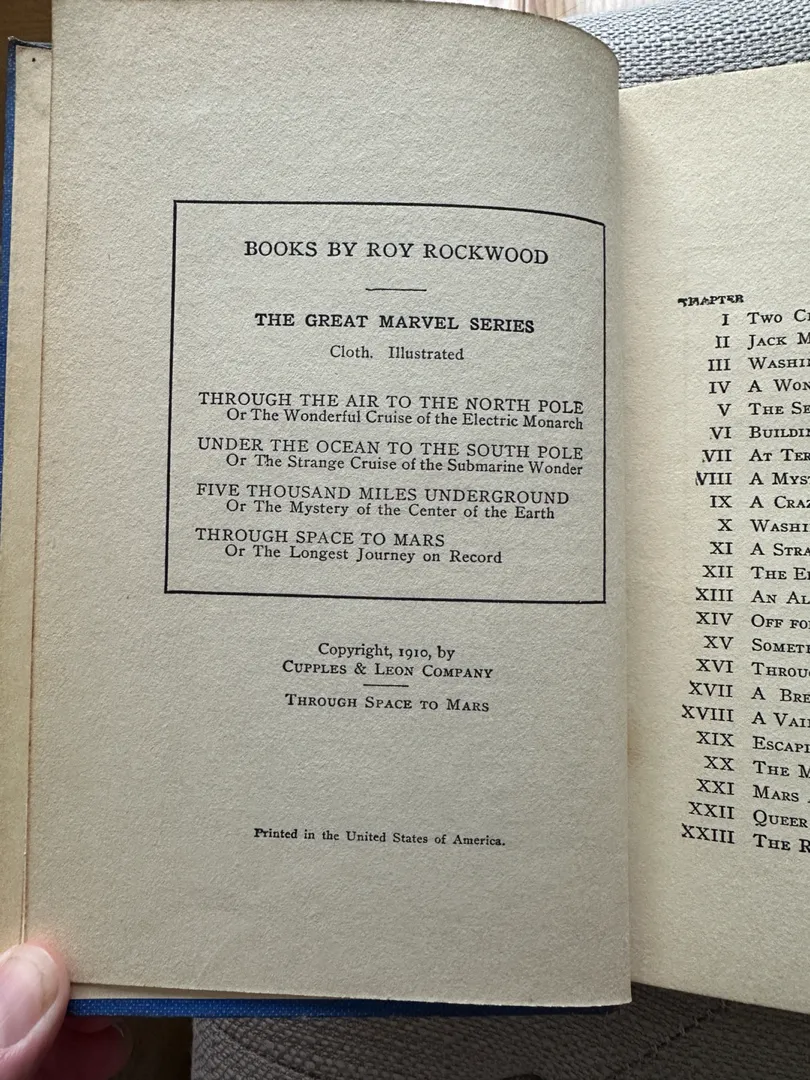 BOOKS BY ROY ROCKWOOD
THE GREAT MARVEL SERIES
Cloth. Illustrated
THROUGH THE AIR TO THE NORTH POLE
Or The Wonderful Cruise of the Electric Monarch
UNDER THE OCEAN TO THE SOUTH POLE
Or The Strange Cruise of the Submarine Wonder
FIVE THOUSAND MILES UNDERGROUND
Or The Mystery of the Center of the Earth
THROUGH SPACE TO MARS
Or The Longest Journey on Record
Copyright, 1910, by
CUPPLES & LEON COMPANY
THROUGH SPACE TO MARS
Printed in the United States of America.
CHAPTER
I TWO
II JACK
III
IV A
V THE
VI
VII AT
VIII A
IX A
X
XI A
XII THE
XIII AN
XIV OFF
XV
XVI
XVII A
XVIII A
XIX
XX THE
XXI MARS
XXII QUEER
XXIII THE